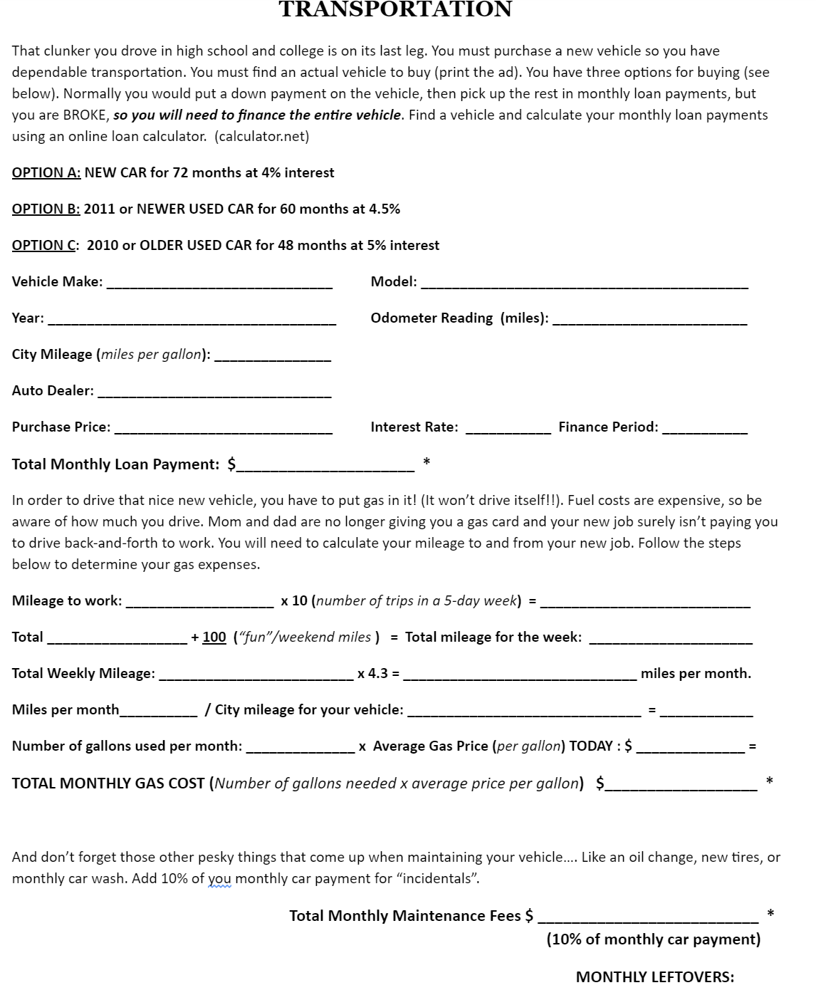 TRANSPORTATION
That clunker you drove in high school and college is on its last leg. You must purchase a new vehicle so you have
dependable transportation. You must find an actual vehicle to buy (print the ad). You have three options for buying (see
below). Normally you would put a down payment on the vehicle, then pick up the rest in monthly loan payments, but
you are BROKE, so you will need to finance the entire vehicle. Find a vehicle and calculate your monthly loan payments
using an online loan calculator. (calculator.net)
OPTION A: NEW CAR for 72 months at 4% interest
OPTION B: 2011 or NEWER USED CAR for 60 months at 4.5%
OPTION C: 2010 or OLDER USED CAR for 48 months at 5% interest
Vehicle Make: _____________________________ Model: __________________________________________
Year: _____________________________________ Odometer Reading (miles): _________________________
City Mileage (miles per gallon): _______________
Auto Dealer: ______________________________
Purchase Price: ____________________________ Interest Rate: ___________ Finance Period: ___________
Total Monthly Loan Payment: $_____________________ *
In order to drive that nice new vehicle, you have to put gas in it! (It won’t drive itself!!). Fuel costs are expensive, so be
aware of how much you drive. Mom and dad are no longer giving you a gas card and your new job surely isn’t paying you
to drive back-and-forth to work. You will need to calculate your mileage to and from your new job. Follow the steps
below to determine your gas expenses.
Mileage to work: ___________________ x 10 (number of trips in a 5-day week) = ___________________________
Total __________________ + 100 (“fun”/weekend miles ) = Total mileage for the week: _____________________
Total Weekly Mileage: _________________________ x 4.3 = ______________________________ miles per month.
Miles per month__________ / City mileage for your vehicle: ______________________________ = ____________
Number of gallons used per month: ______________ x Average Gas Price (per gallon) TODAY : $ ______________ =
TOTAL MONTHLY GAS COST (Number of gallons needed x average price per gallon) $__________________ *
And don’t forget those other pesky things that come up when maintaining your vehicle…. Like an oil change, new tires, or
monthly car wash. Add 10% of you monthly car payment for “incidentals”.
Total Monthly Maintenance Fees $ __________________________ *
(10% of monthly car payment)
MONTHLY LEFTOVERS: